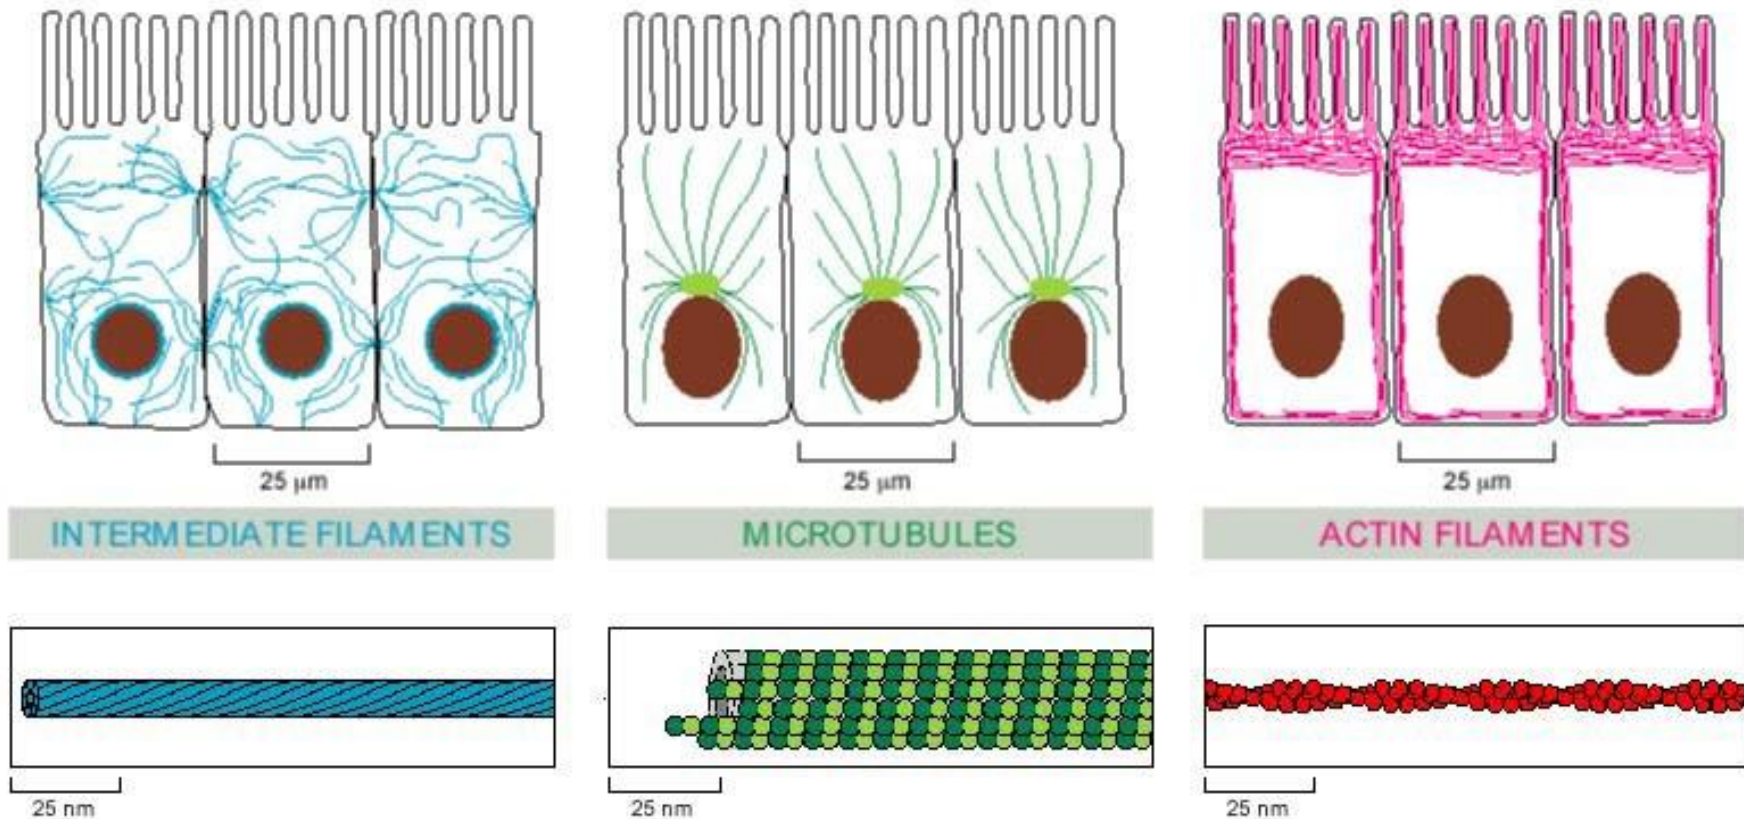 25 μm
25 μm
25 μm
INTERMEDIATE FILAMENTS
MICROTUBULES
ACTIN FILAMENTS
25 nm
25 nm
25 nm